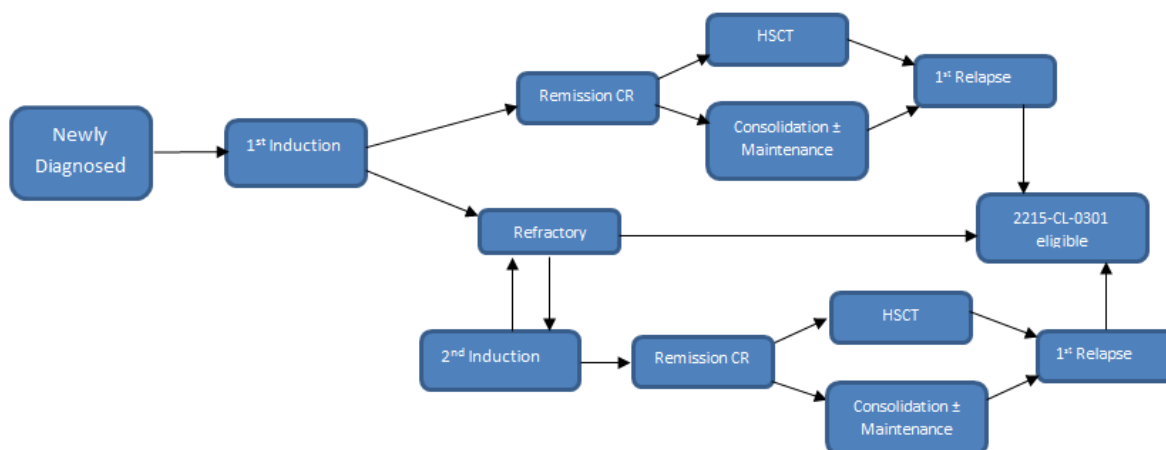 HSCT
1st Relapse
Remission CR
Newly
Diagnosed
1st Induction
Consolidation ±
Maintenance
2215-CL-0301
eligible
Refractory
HSCT
2nd Induction
Remission CR
1st Relapse
Consolidation ±
Maintenance